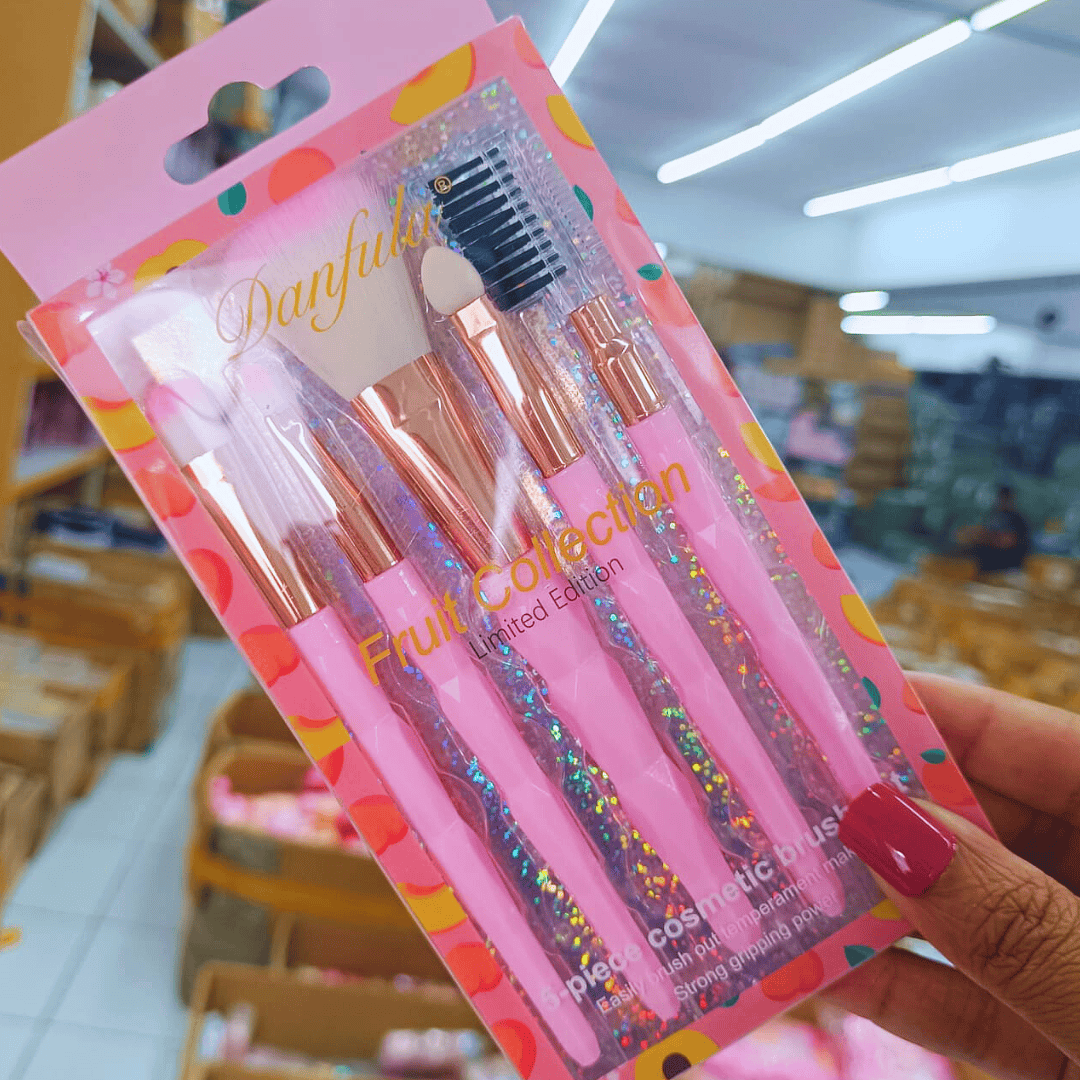 Danfula®
Fruit Collection
Limited Edition
5-piece cosmetic brush
Easily brush out temperament
Strong gripping power